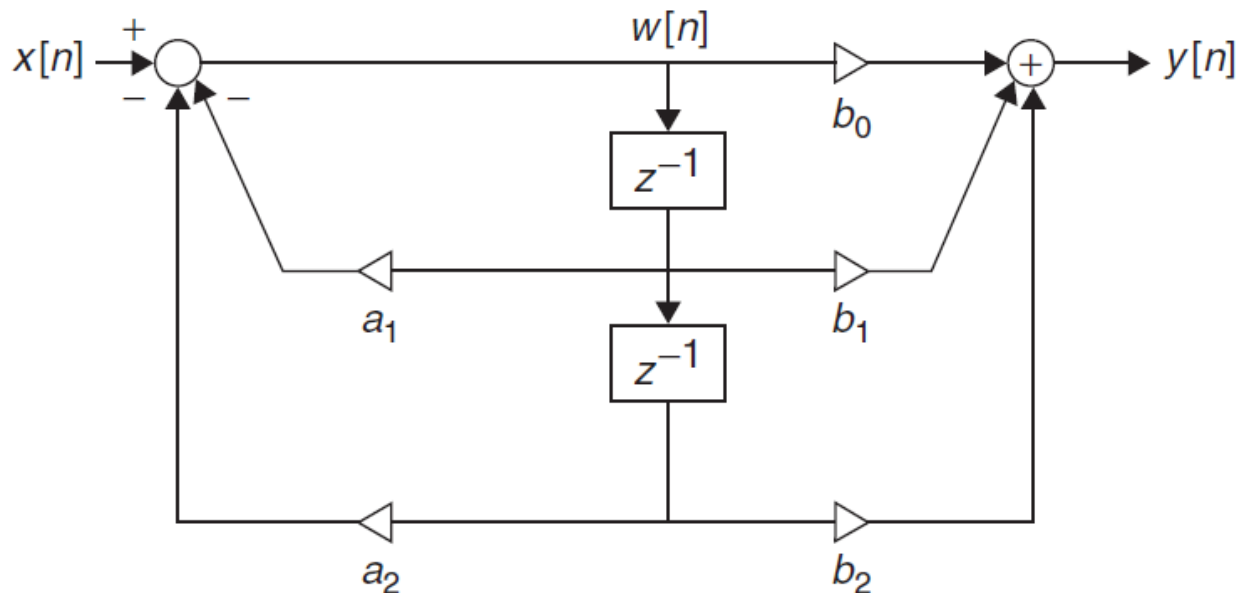 +
x[n]
−
−
w[n]
b₀
+
y[n]
z⁻¹
a₁
b₁
z⁻¹
a₂
b₂